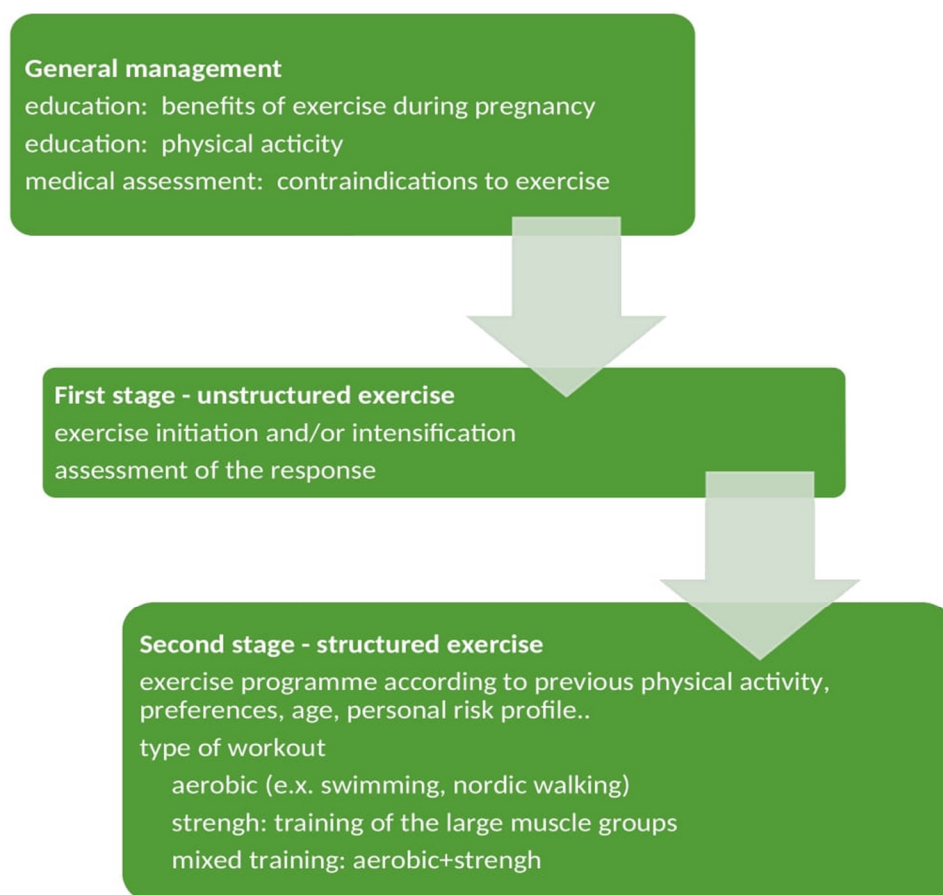 General management
education:  benefits of exercise during pregnancy
education:  physical acticity
medical assessment:  contraindications to exercise
First stage - unstructured exercise
exercise initiation and/or intensification
assessment of the response
Second stage - structured exercise
exercise programme according to previous physical activity,
preferences, age, personal risk profile..
type of workout
aerobic (e.x. swimming, nordic walking)
strengh: training of the large muscle groups
mixed training: aerobic+strengh